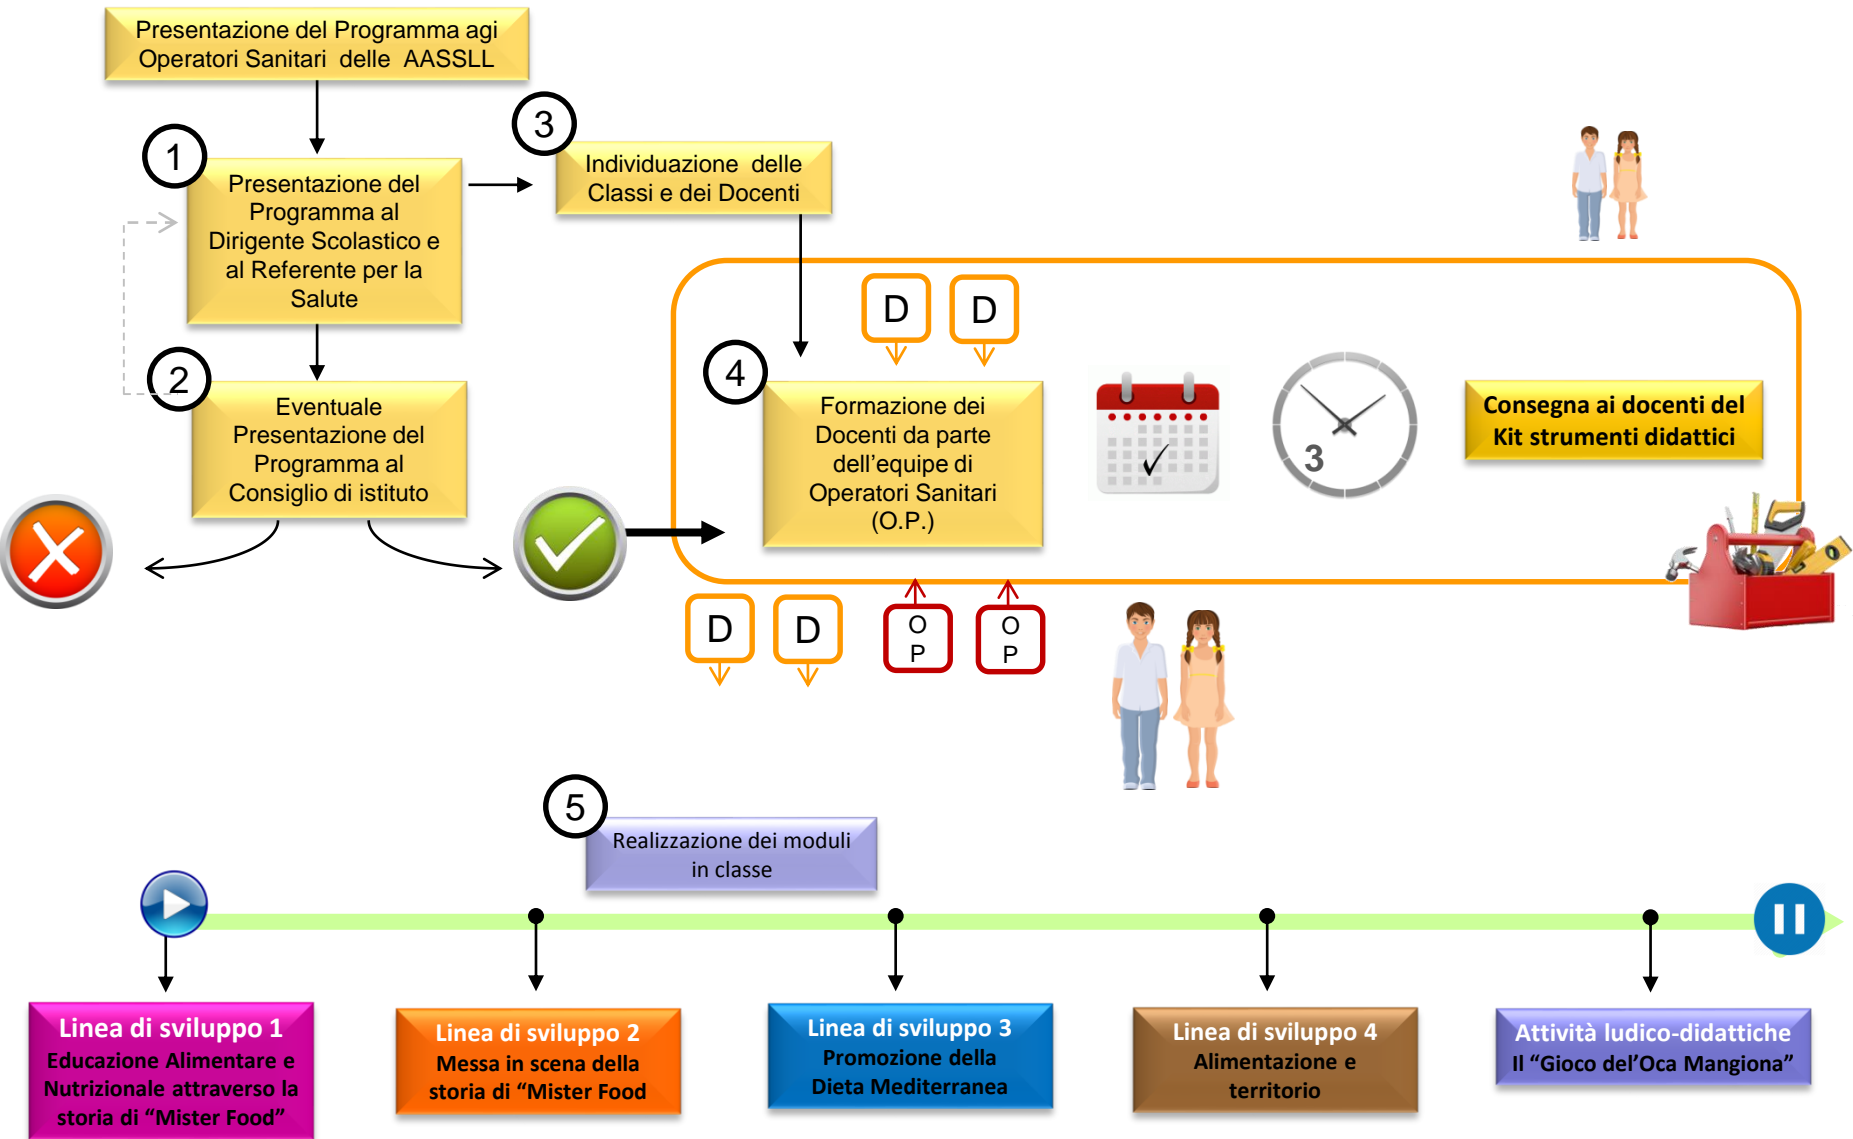 Presentazione del Programma agi
Operatori Sanitari delle AASSLL
1
Presentazione del
Programma al
Dirigente Scolastico e
al Referente per la
Salute
3
Individuazione delle
Classi e dei Docenti
2
Eventuale
Presentazione del
Programma al
Consiglio di istituto
D
D
4
Formazione dei
Docenti da parte
dell'equipe di
Operatori Sanitari
(O.P.)
3
Consegna ai docenti del
Kit strumenti didattici
D
D
O
P
O
P
5
Realizzazione dei moduli
in classe
Linea di sviluppo 1
Educazione Alimentare e
Nutrizionale attraverso la
storia di “Mister Food”
Linea di sviluppo 2
Messa in scena della
storia di “Mister Food
Linea di sviluppo 3
Promozione della
Dieta Mediterranea
Linea di sviluppo 4
Alimentazione e
territorio
Attività ludico-didattiche
Il “Gioco del’Oca Mangiona”